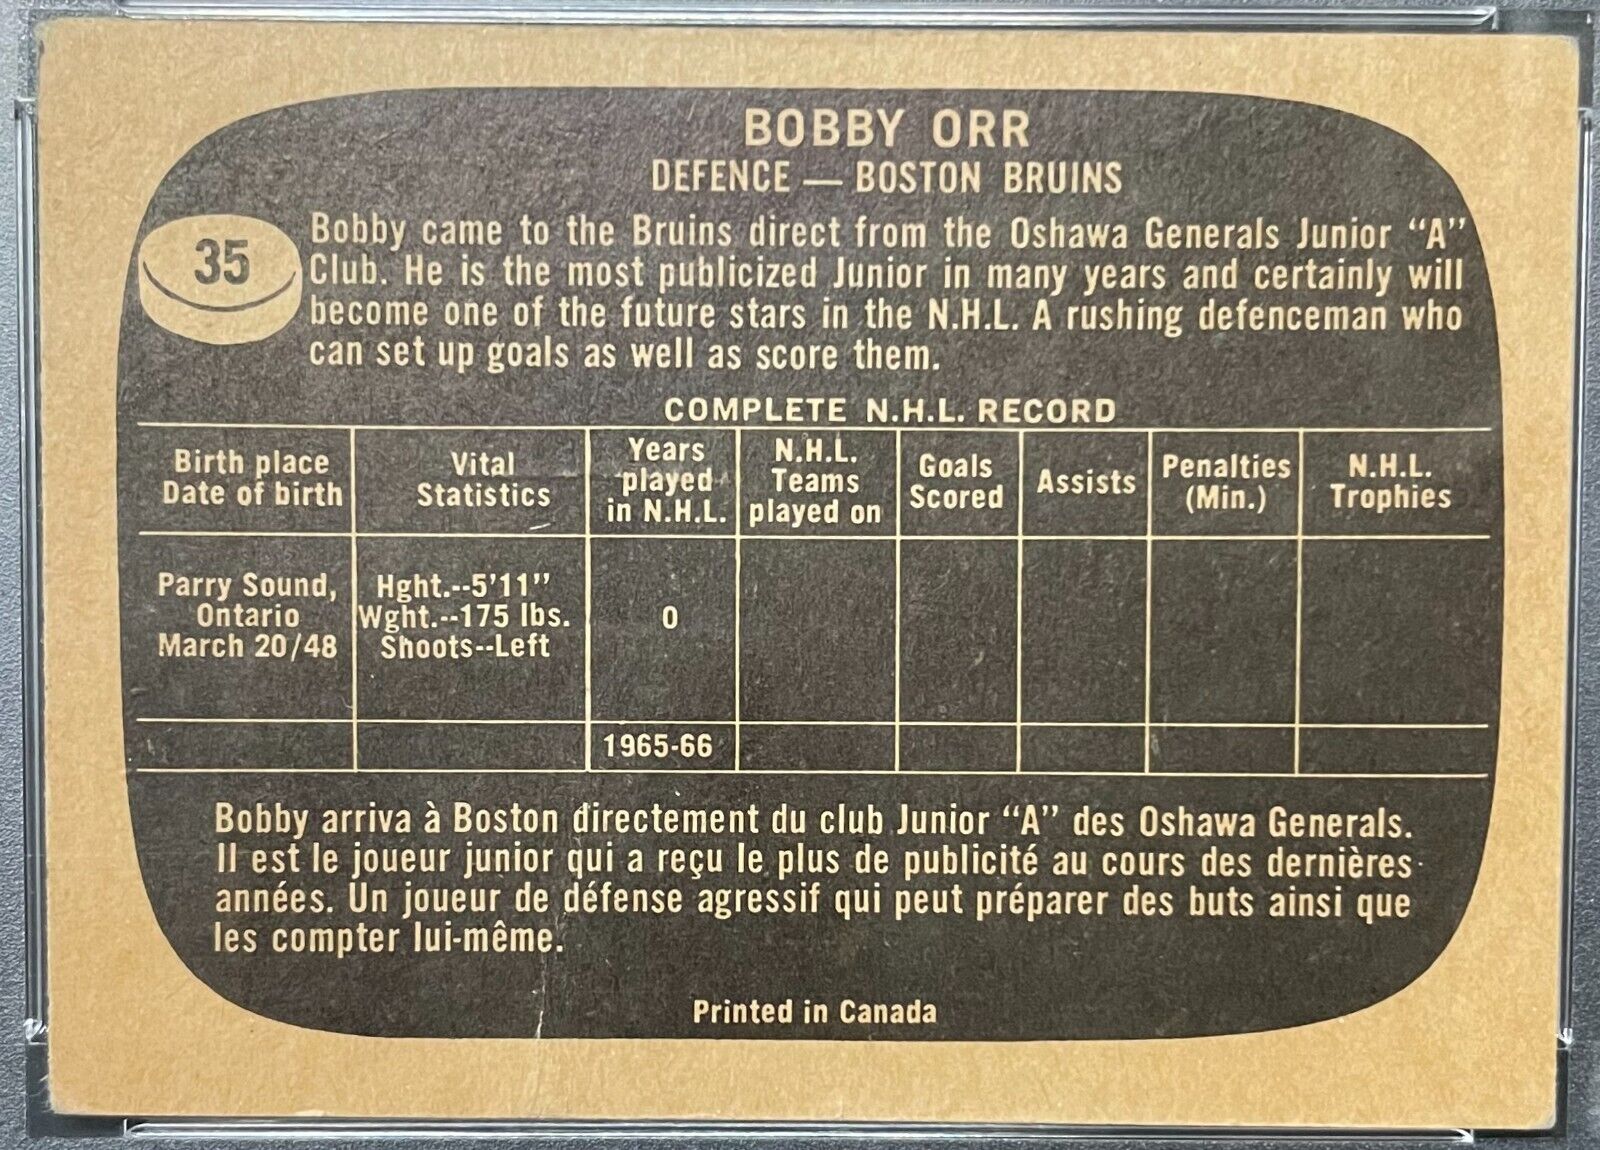 BOBBY ORR
DEFENCE — BOSTON BRUINS
35
Bobby came to the Bruins direct from the Oshawa Generals Junior “A”
Club. He is the most publicized Junior in many years and certainly will
become one of the future stars in the N.H.L. A rushing defenceman who
can set up goals as well as score them.
COMPLETE N.H.L. RECORD
Birth place
Date of birth
Vital
Statistics
Years
played
in N.H.L.
N.H.L.
Teams
played on
Goals
Scored
Assists
Penalties
(Min.)
N.H.L.
Trophies
Parry Sound,
Ontario
March 20/48
Hght.--5'11”
Wght.--175 lbs.
Shoots--Left
0
1965-66
Bobby arriva à Boston directement du club Junior “A” des Oshawa Generals.
Il est le joueur junior qui a reçu le plus de publicité au cours des dernières
années. Un joueur de défense agressif qui peut préparer des buts ainsi que
les compter lui-même.
Printed in Canada